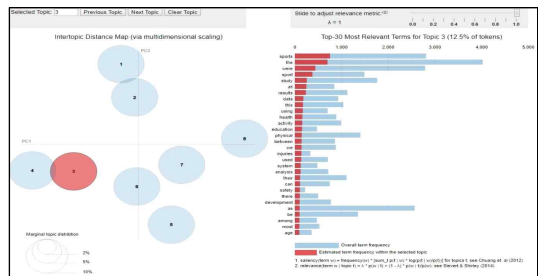 Selected Topic: 3
Previous Topic
Next Topic
Clear Topic
Slide to adjust relevance metric:(2)
λ = 1
0.0 0.2 0.4 0.6 0.8 1.0
Intertopic Distance Map (via multidimensional scaling)
PC2
PC1
1
2
3
4
6
7
8
Marginal topic distribution
2%
5%
10%
Top-30 Most Relevant Terms for Topic 3 (12.5% of tokens)
0 1,000 2,000 3,000 4,000 5,000
sports
the
were
sport
study
all
results
data
this
using
health
activity
education
physical
between
injuries
used
system
analysis
their
can
safety
there
development
as
be
among
most
age
Overall term frequency
Estimated term frequency within the selected topic